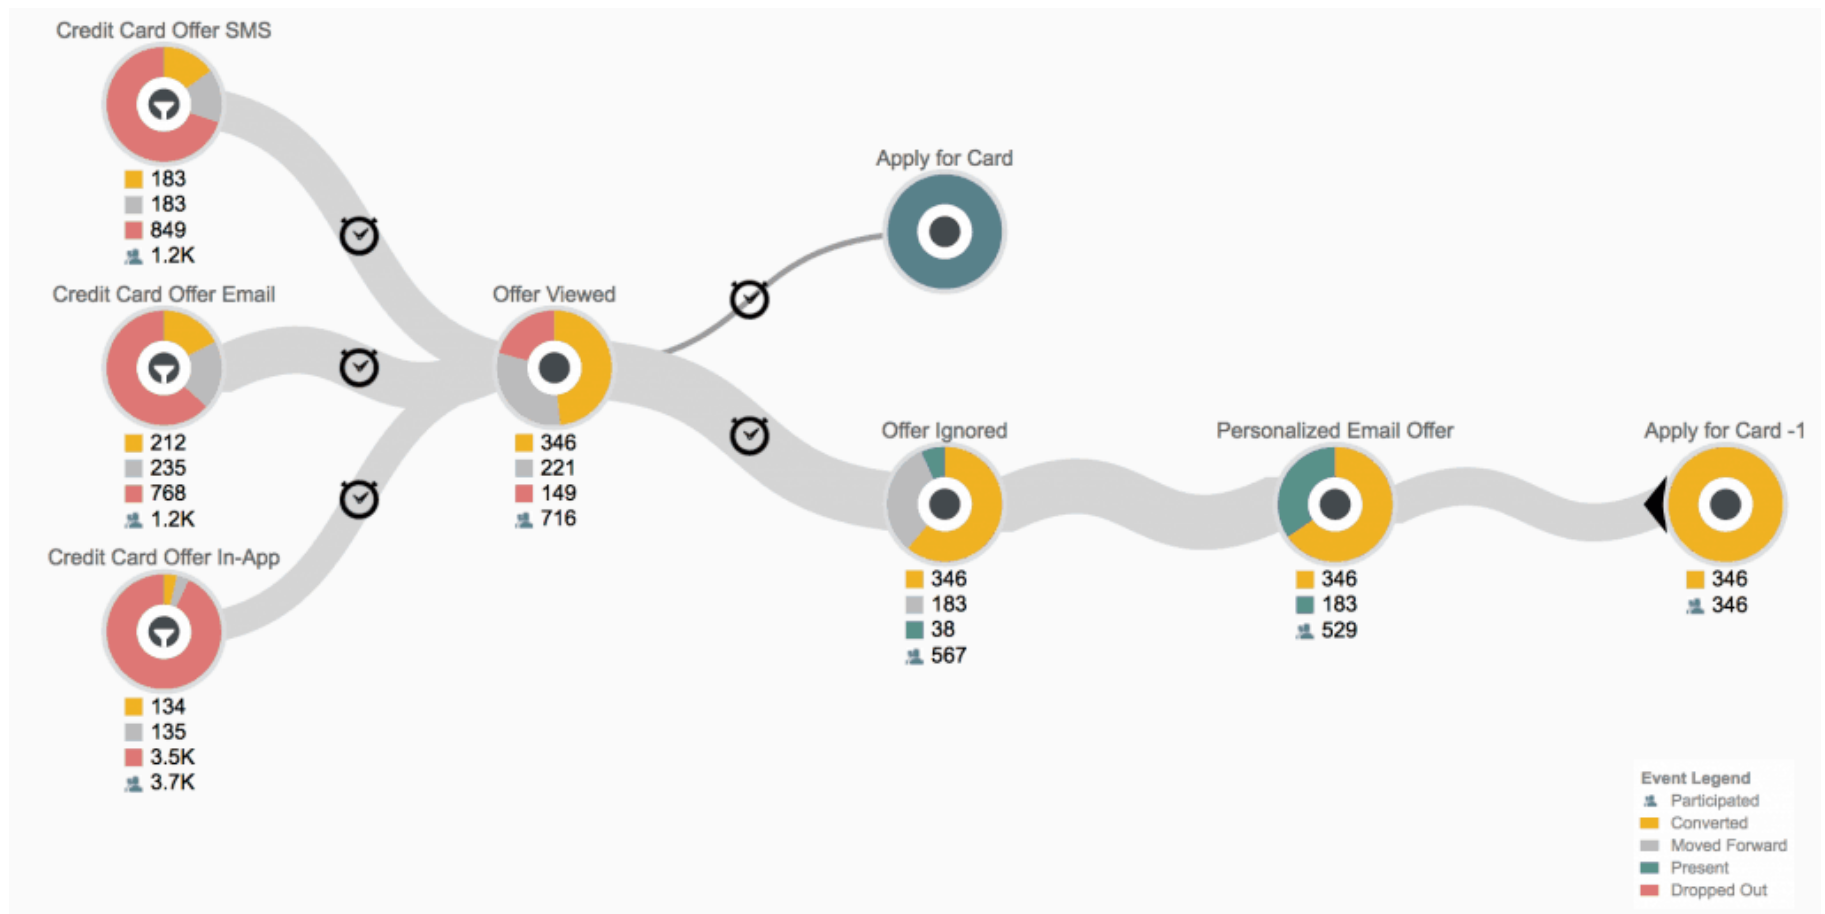 Credit Card Offer SMS
183
183
849
1.2K
Credit Card Offer Email
212
235
768
1.2K
Credit Card Offer In-App
134
135
3.5K
3.7K
Offer Viewed
346
221
149
716
Apply for Card
Offer Ignored
346
183
38
567
Personalized Email Offer
346
183
529
Apply for Card -1
346
346
Event Legend
Participated
Converted
Moved Forward
Present
Dropped Out